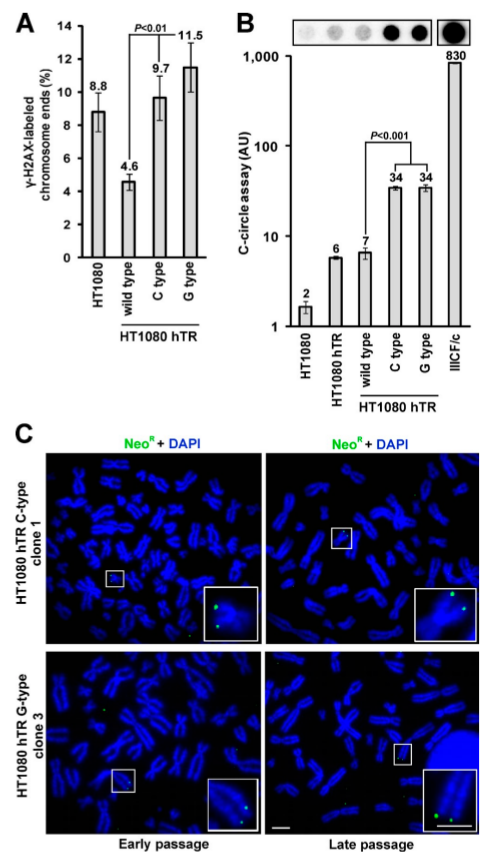 A
γ-H2AX-labeled
chromosome ends (%)
14
12
10
8
6
4
2
0
P<0.01
8.8
4.6
9.7
11.5
HT1080
wild type
C type
G type
HT1080 hTR
B
C-circle assay (AU)
1,000
100
10
1
830
P<0.001
34
34
7
6
2
HT1080
HT1080 hTR
wild type
C type
G type
IIICF/c
HT1080 hTR
C
NeoR + DAPI
NeoR + DAPI
HT1080 hTR C-type
clone 1
HT1080 hTR G-type
clone 3
Early passage
Late passage